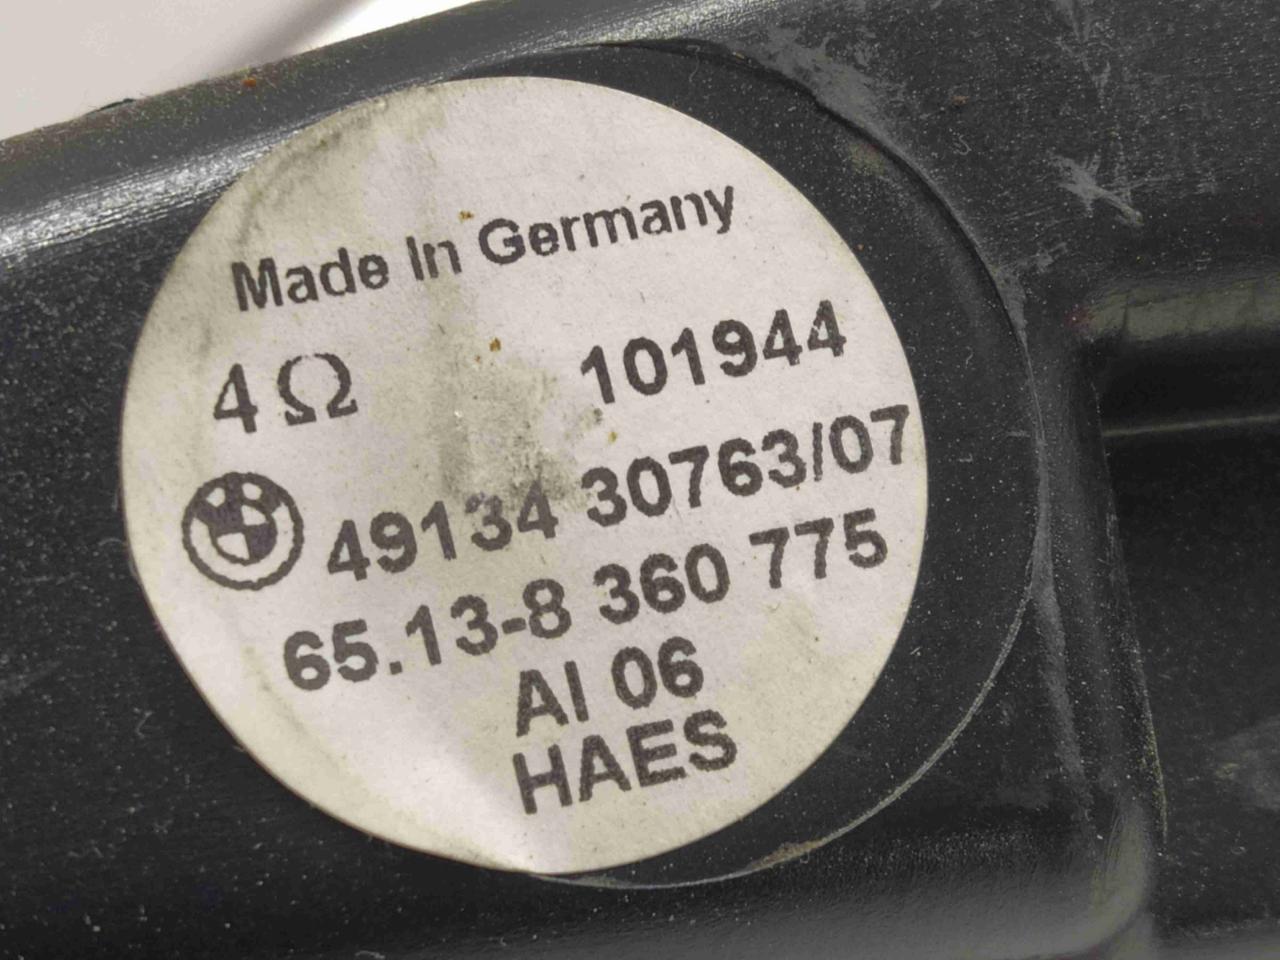 Made In Germany
4 Ω 101944
49134 30763/07
65.13-8 360 775
AI 06
HAES